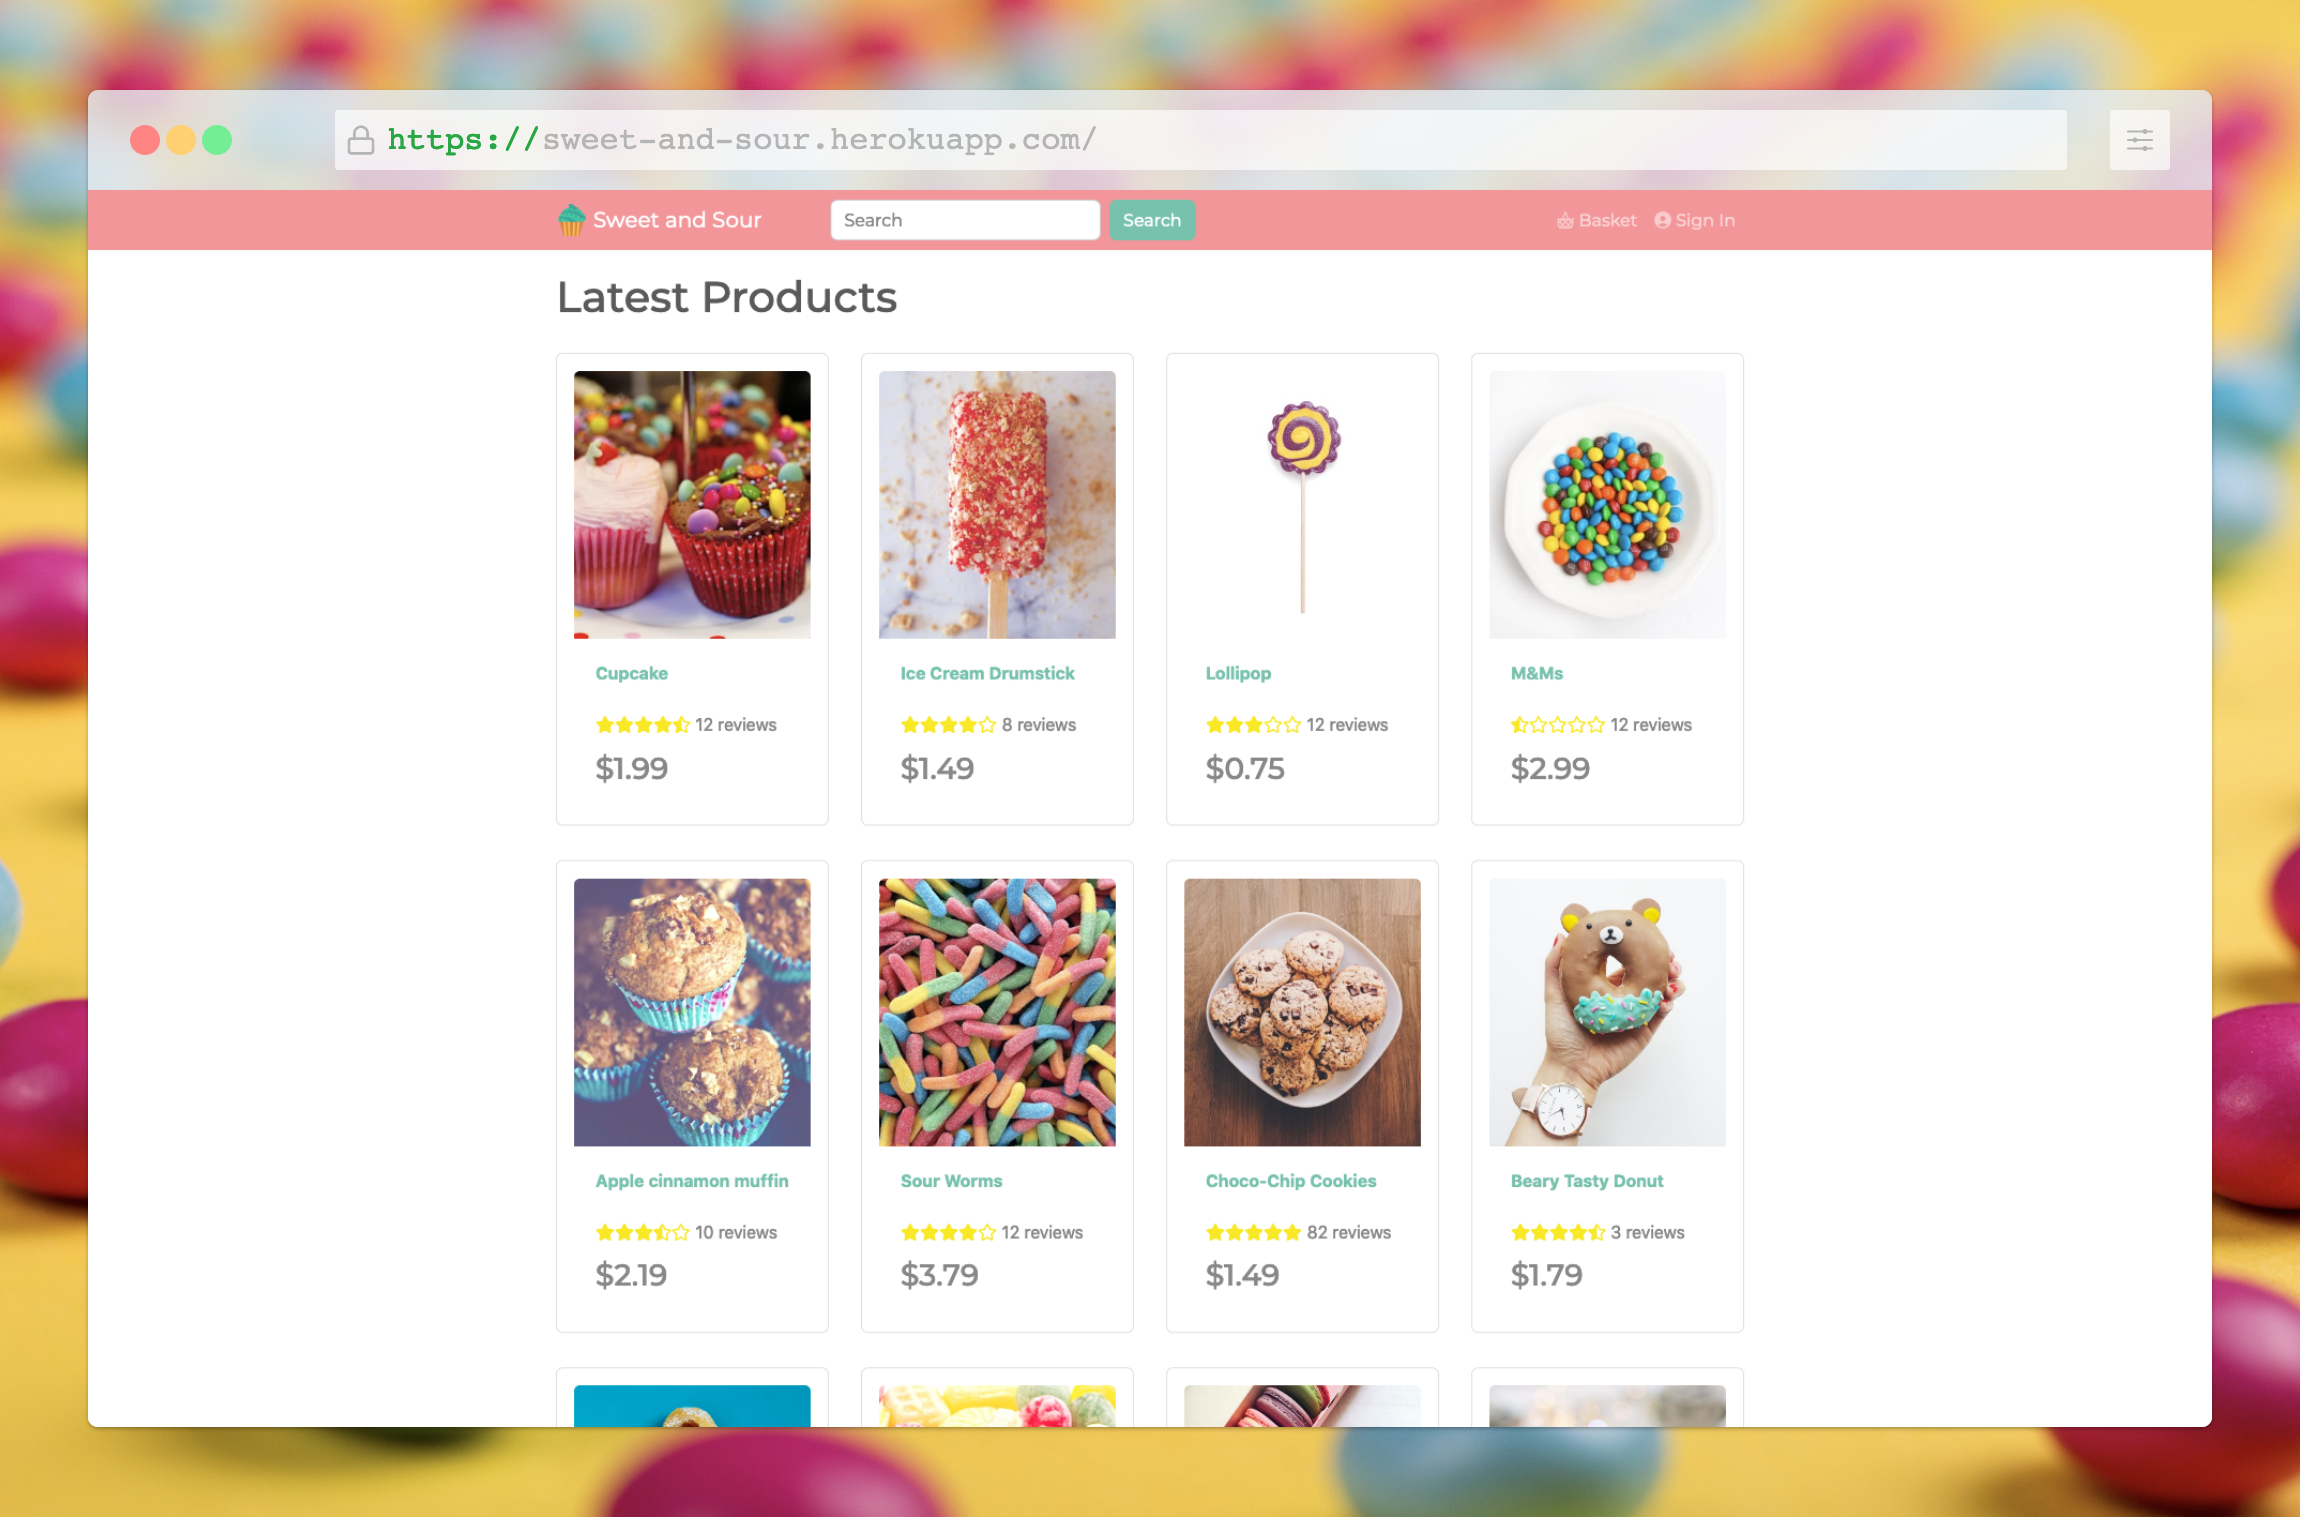 https://sweet-and-sour.herokuapp.com/
Sweet and Sour Search Search Basket Sign In
Latest Products
Cupcake
12 reviews
$1.99
Ice Cream Drumstick
8 reviews
$1.49
Lollipop
12 reviews
$0.75
M&Ms
12 reviews
$2.99
Apple cinnamon muffin
10 reviews
$2.19
Sour Worms
12 reviews
$3.79
Choco-Chip Cookies
82 reviews
$1.49
Beary Tasty Donut
3 reviews
$1.79